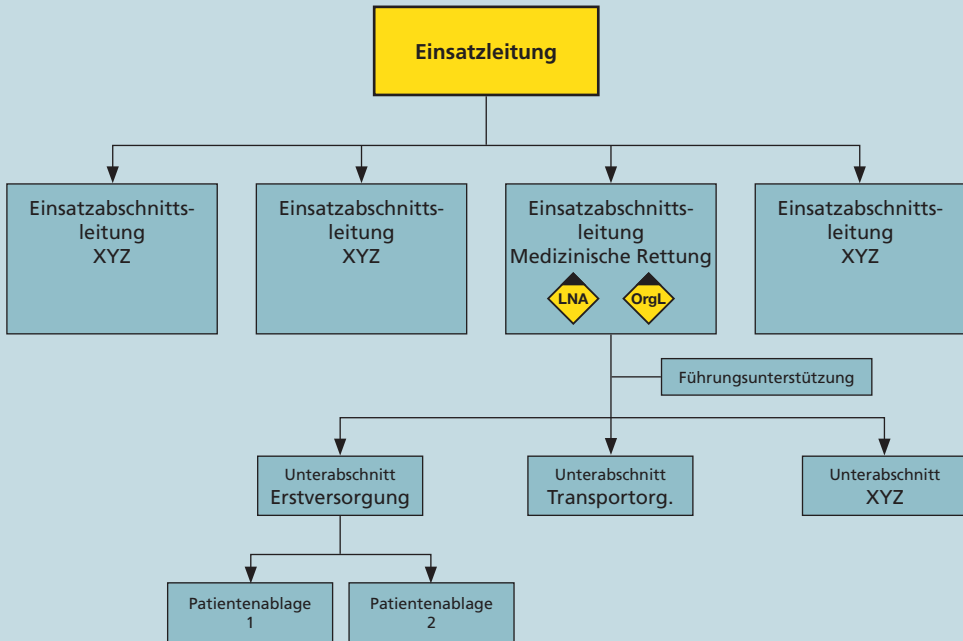 Einsatzleitung
Einsatzabschnitts-
leitung
XYZ
Einsatzabschnitts-
leitung
XYZ
Einsatzabschnitts-
leitung
Medizinische Rettung
LNA
OrgL
Einsatzabschnitts-
leitung
XYZ
Führungsunterstützung
Unterabschnitt
Erstversorgung
Unterabschnitt
Transportorg.
Unterabschnitt
XYZ
Patientenablage
1
Patientenablage
2